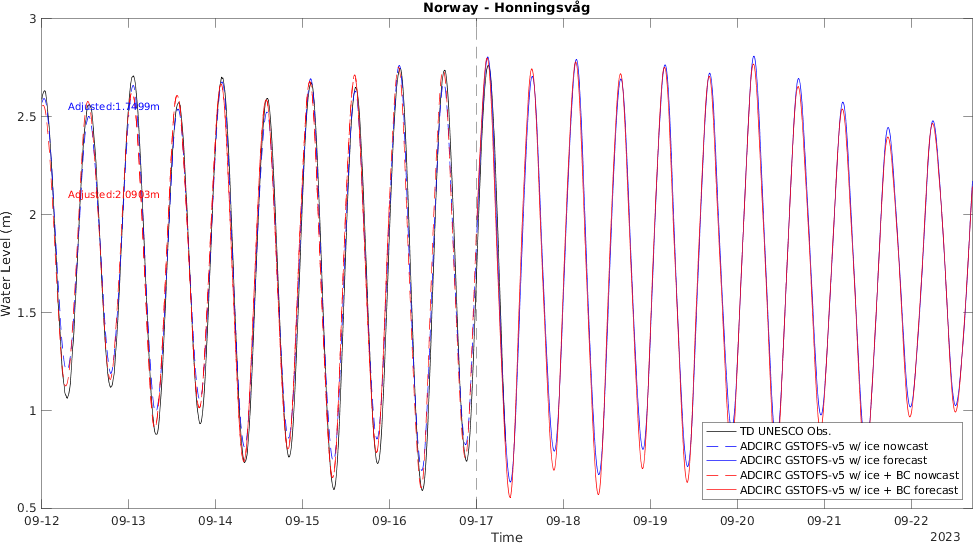 Norway - Honningsvåg
3
2.5
2
1.5
1
0.5
Water Level (m)
Adjusted:1.7499m
Adjusted:2.0903m
TD UNESCO Obs.
ADCIRC GSTOFS-v5 w/ ice nowcast
ADCIRC GSTOFS-v5 w/ ice forecast
ADCIRC GSTOFS-v5 w/ ice + BC nowcast
ADCIRC GSTOFS-v5 w/ ice + BC forecast
09-12 09-13 09-14 09-15 09-16 09-17 09-18 09-19 09-20 09-21 09-22
Time
2023